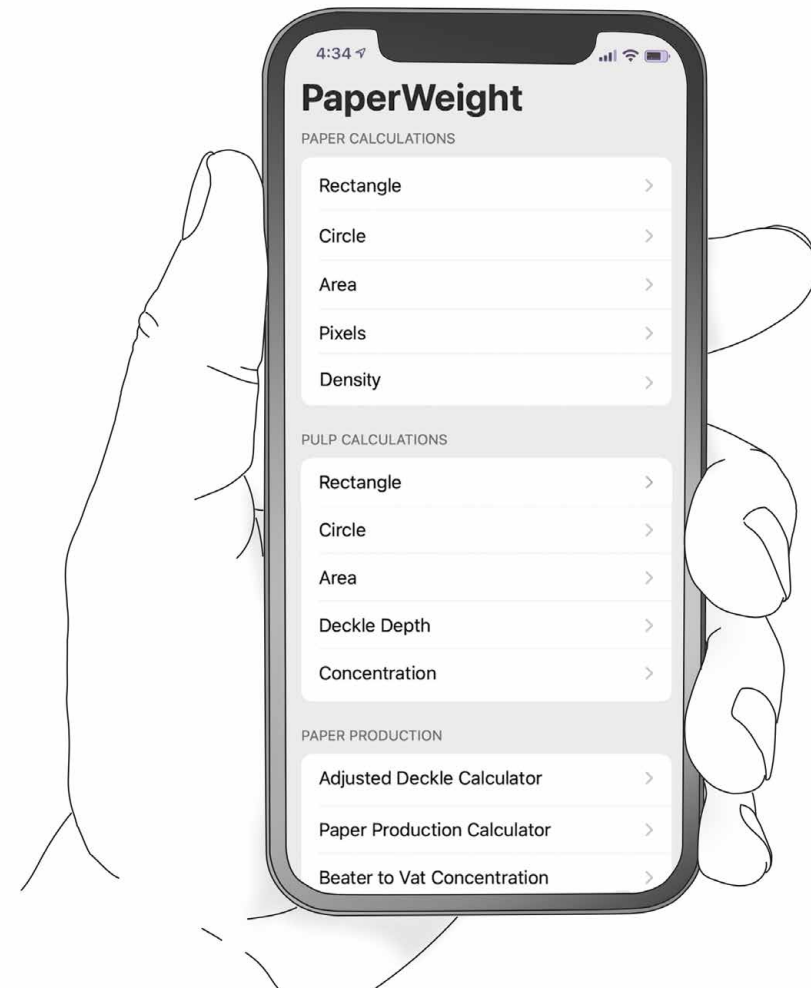 4:34
PaperWeight
PAPER CALCULATIONS
Rectangle
Circle
Area
Pixels
Density
PULP CALCULATIONS
Rectangle
Circle
Area
Deckle Depth
Concentration
PAPER PRODUCTION
Adjusted Deckle Calculator
Paper Production Calculator
Beater to Vat Concentration